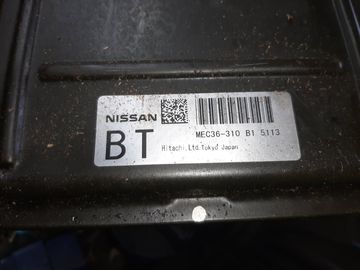 NISSAN
BT
MEC36-310 B1 5113
Hitachi,Ltd.Tokyo Japan